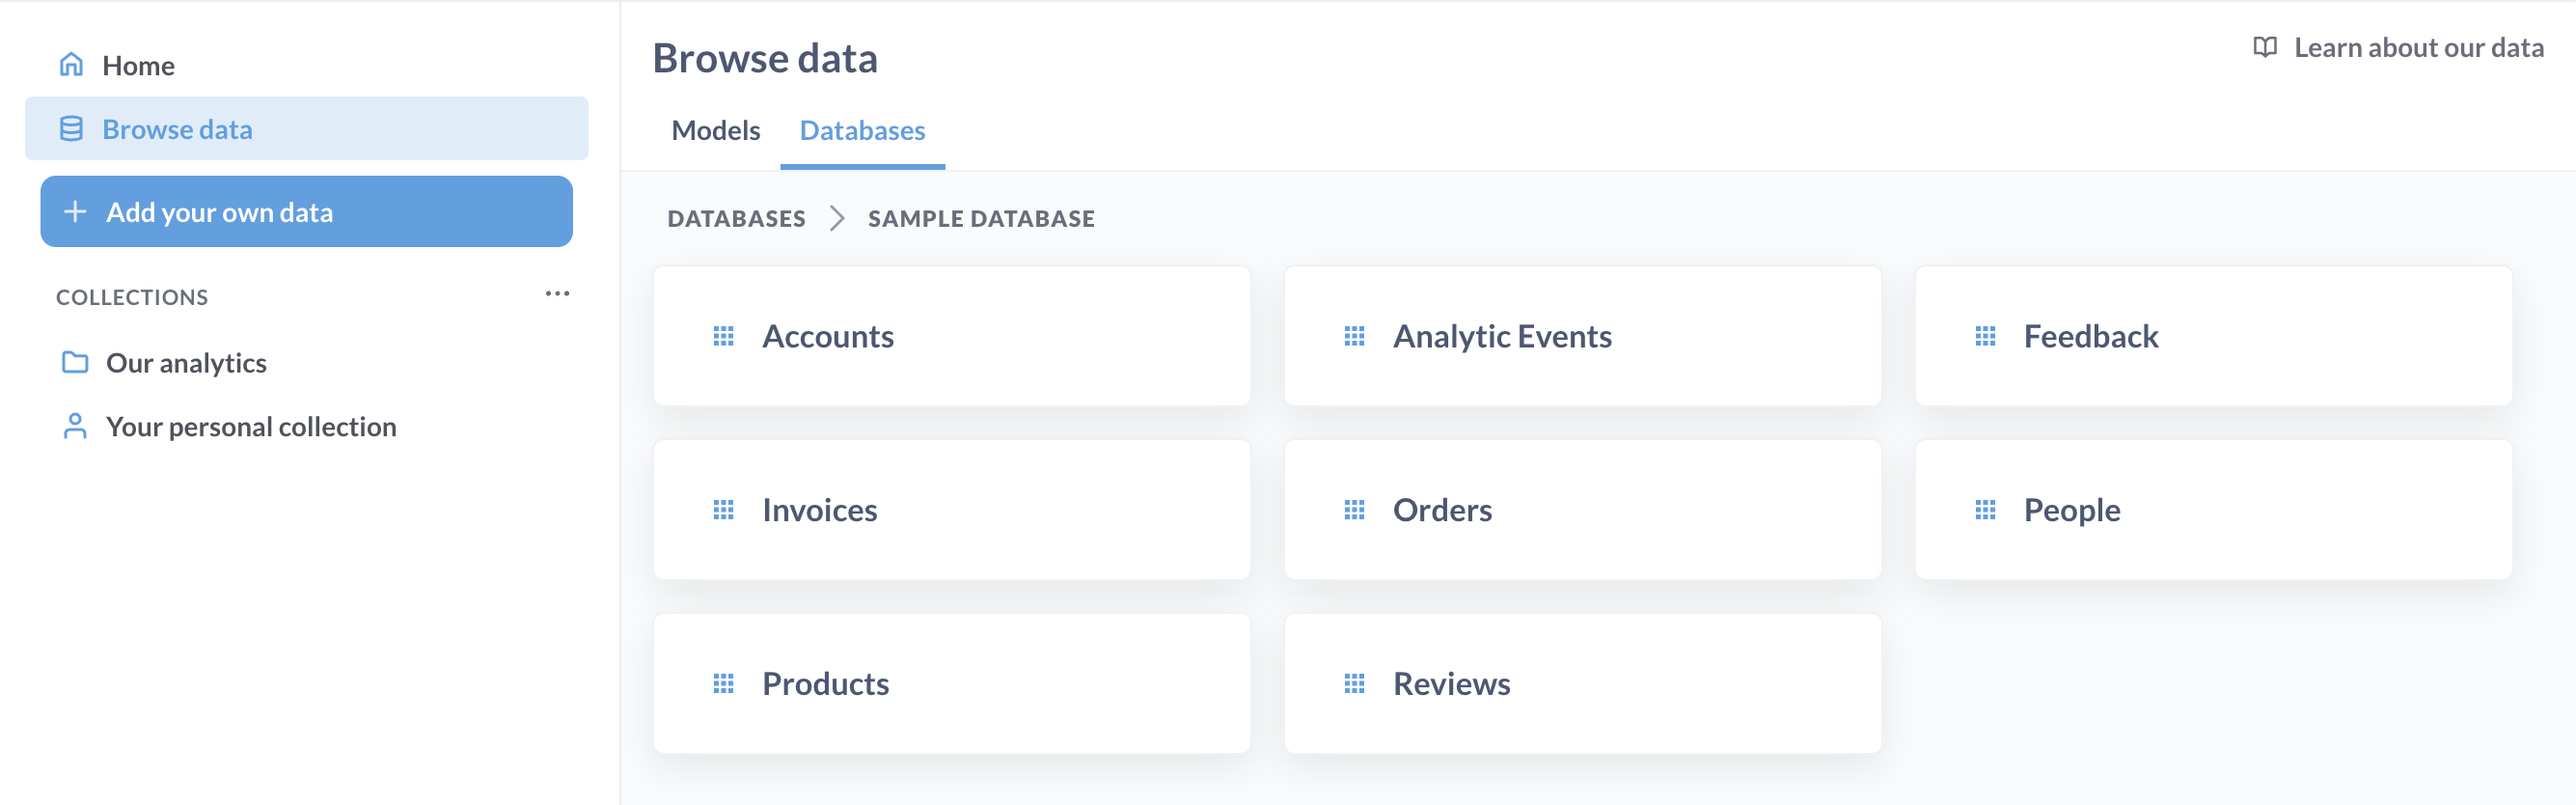 Home
Browse data
Add your own data
COLLECTIONS
Our analytics
Your personal collection
Browse data
Learn about our data
Models Databases
DATABASES > SAMPLE DATABASE
Accounts
Analytic Events
Feedback
Invoices
Orders
People
Products
Reviews